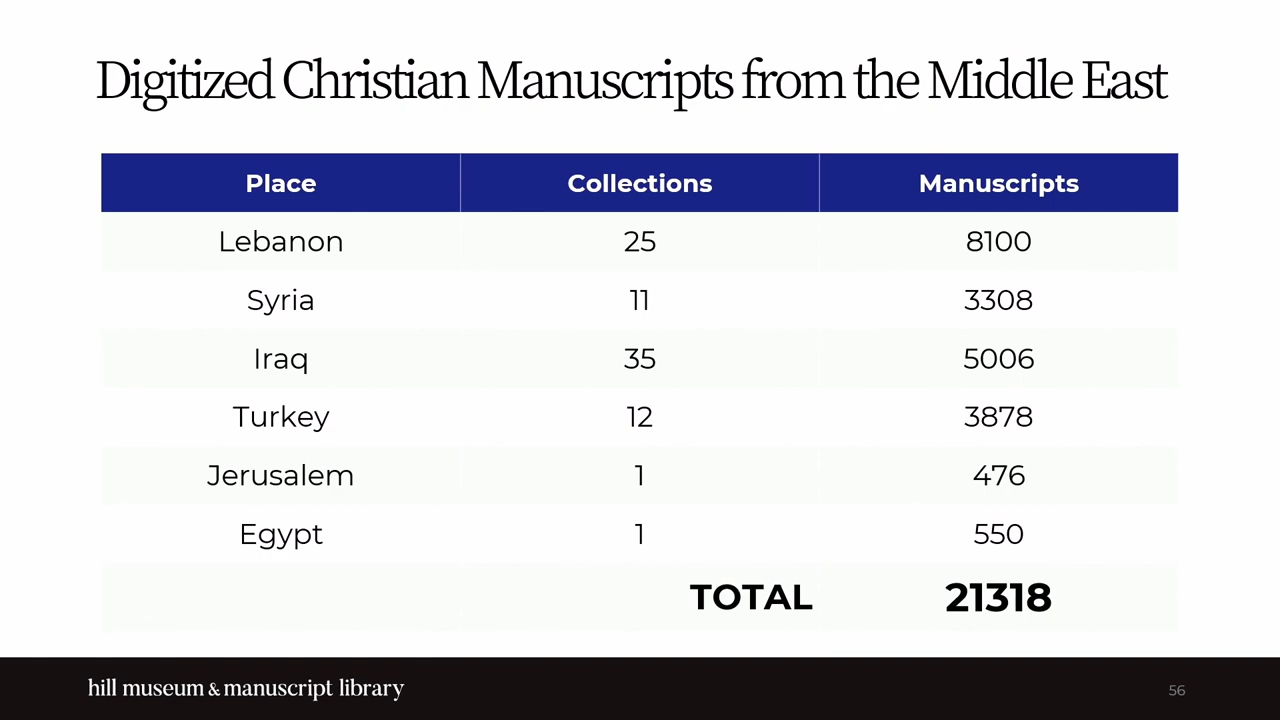 Digitized Christian Manuscripts from the Middle East
Place Collections Manuscripts
Lebanon 25 8100
Syria 11 3308
Iraq 35 5006
Turkey 12 3878
Jerusalem 1 476
Egypt 1 550
TOTAL 21318
hill museum & manuscript library 56